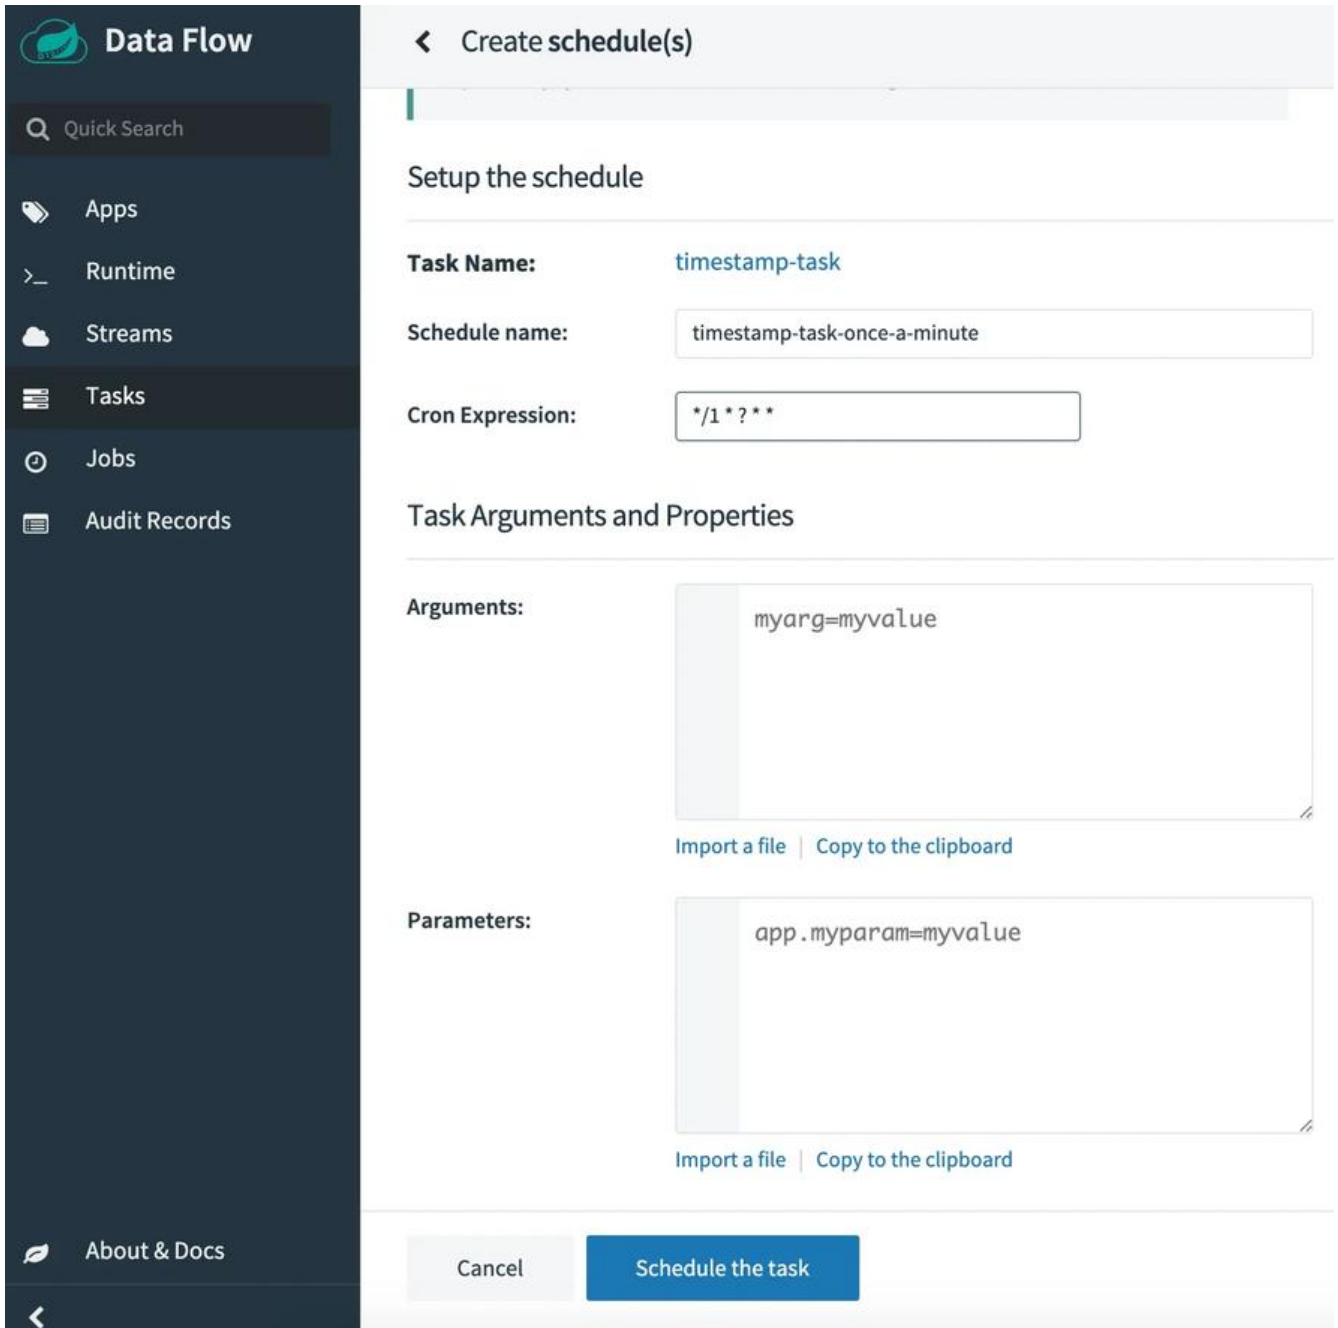 Data Flow
Quick Search
Apps
Runtime
Streams
Tasks
Jobs
Audit Records
About & Docs
Create schedule(s)
Setup the schedule
Task Name: timestamp-task
Schedule name: timestamp-task-once-a-minute
Cron Expression: */1 * ? * *
Task Arguments and Properties
Arguments: myarg=myvalue
Import a file | Copy to the clipboard
Parameters: app.myparam=myvalue
Import a file | Copy to the clipboard
Cancel Schedule the task